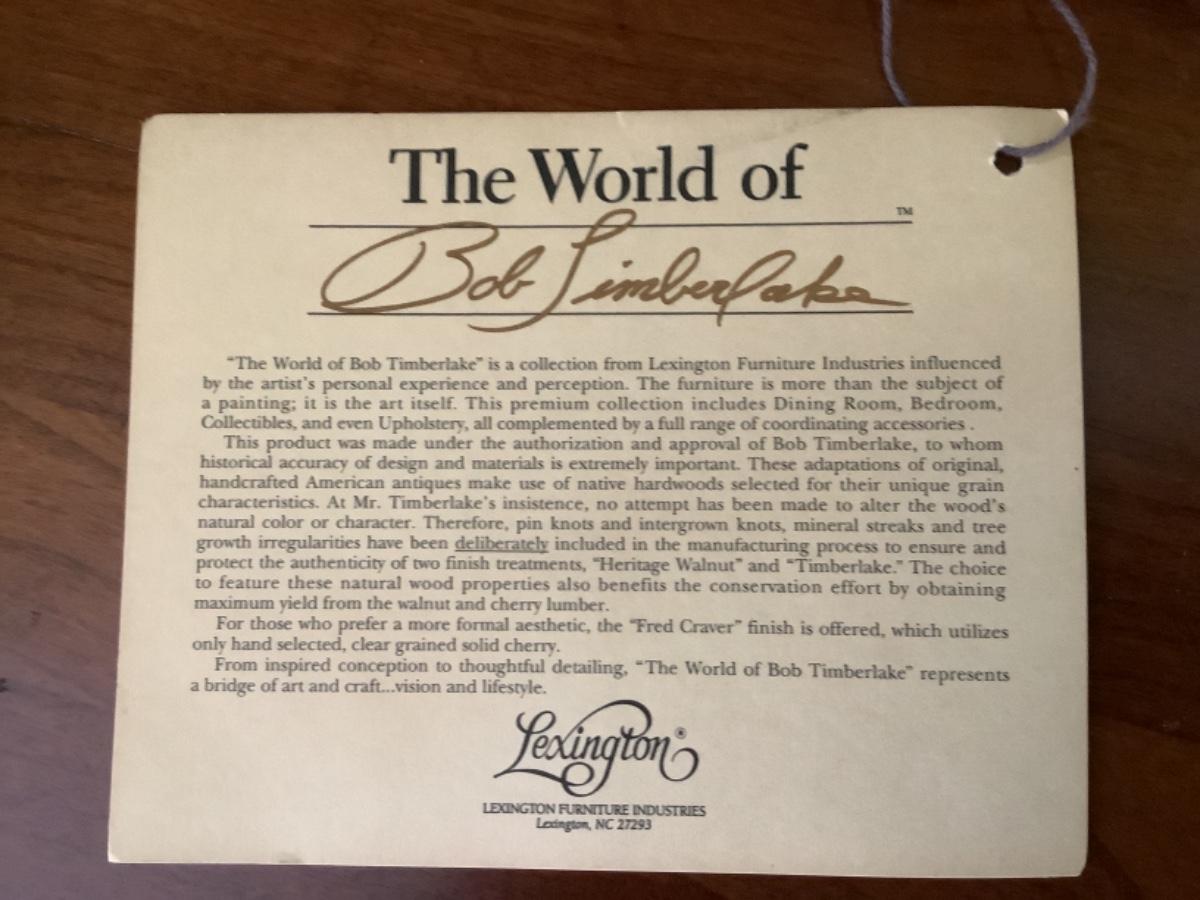 The World of
TM
Bob Timberlake
"The World of Bob Timberlake" is a collection from Lexington Furniture Industries influenced
by the artist's personal experience and perception. The furniture is more than the subject of
a painting; it is the art itself. This premium collection includes Dining Room, Bedroom,
Collectibles, and even Upholstery, all complemented by a full range of coordinating accessories .
This product was made under the authorization and approval of Bob Timberlake, to whom
historical accuracy of design and materials is extremely important. These adaptations of original,
handcrafted American antiques make use of native hardwoods selected for their unique grain
characteristics. At Mr. Timberlake's insistence, no attempt has been made to alter the wood's
natural color or character. Therefore, pin knots and intergrown knots, mineral streaks and tree
growth irregularities have been deliberately included in the manufacturing process to ensure and
protect the authenticity of two finish treatments, "Heritage Walnut" and "Timberlake." The choice
to feature these natural wood properties also benefits the conservation effort by obtaining
maximum yield from the walnut and cherry lumber.
For those who prefer a more formal aesthetic, the "Fred Craver" finish is offered, which utilizes
only hand selected, clear grained solid cherry.
From inspired conception to thoughtful detailing, "The World of Bob Timberlake" represents
a bridge of art and craft...vision and lifestyle.
Lexington®
LEXINGTON FURNITURE INDUSTRIES
Lexington, NC 27293